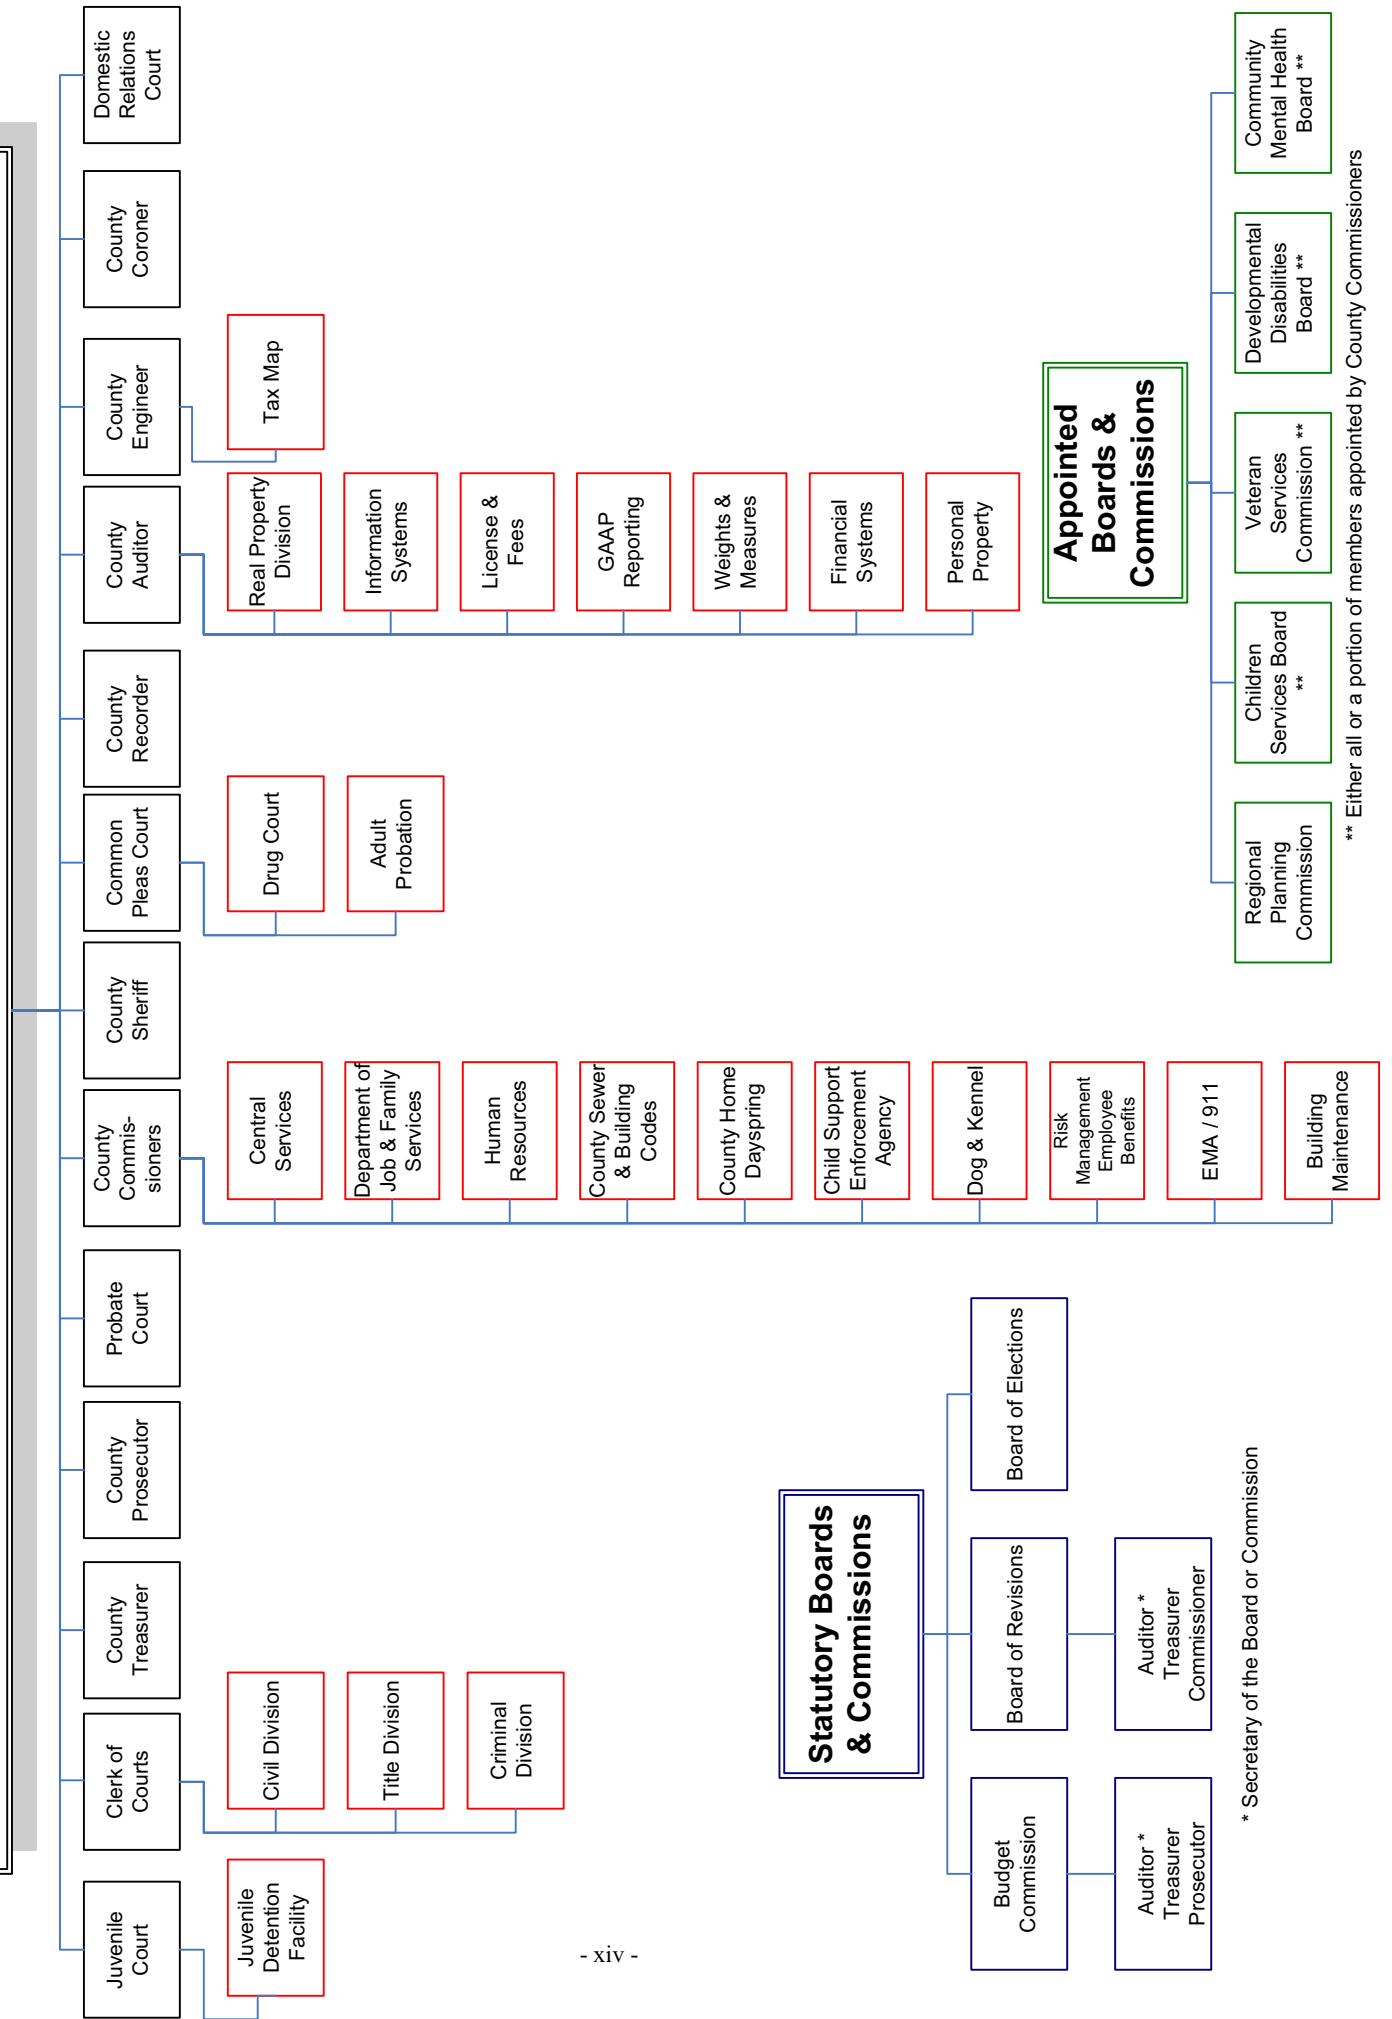 Juvenile
Court
Clerk of
Courts
County
Treasurer
County
Prosecutor
Probate
Court
County
Commis-
sioners
County
Sheriff
Common
Pleas Court
County
Recorder
County
Auditor
County
Engineer
County
Coroner
Domestic
Relations
Court
Juvenile
Detention
Facility
Civil Division
Title Division
Criminal
Division
Central
Services
Department of
Job & Family
Services
Human
Resources
County Sewer
& Building
Codes
County Home
Dayspring
Child Support
Enforcement
Agency
Dog & Kennel
Risk
Management
Employee
Benefits
EMA / 911
Building
Maintenance
Drug Court
Adult
Probation
Real Property
Division
Information
Systems
License &
Fees
GAAP
Reporting
Weights &
Measures
Financial
Systems
Personal
Property
Tax Map
Statutory Boards
& Commissions
Budget
Commission
Board of Revisions
Board of Elections
Auditor *
Treasurer
Prosecutor
Auditor *
Treasurer
Commissioner
* Secretary of the Board or Commission
Appointed
Boards &
Commissions
Regional
Planning
Commission
Children
Services Board
**
Veteran
Services
Commission **
Developmental
Disabilities
Board **
Community
Mental Health
Board **
** Either all or a portion of members appointed by County Commissioners
- xiv -